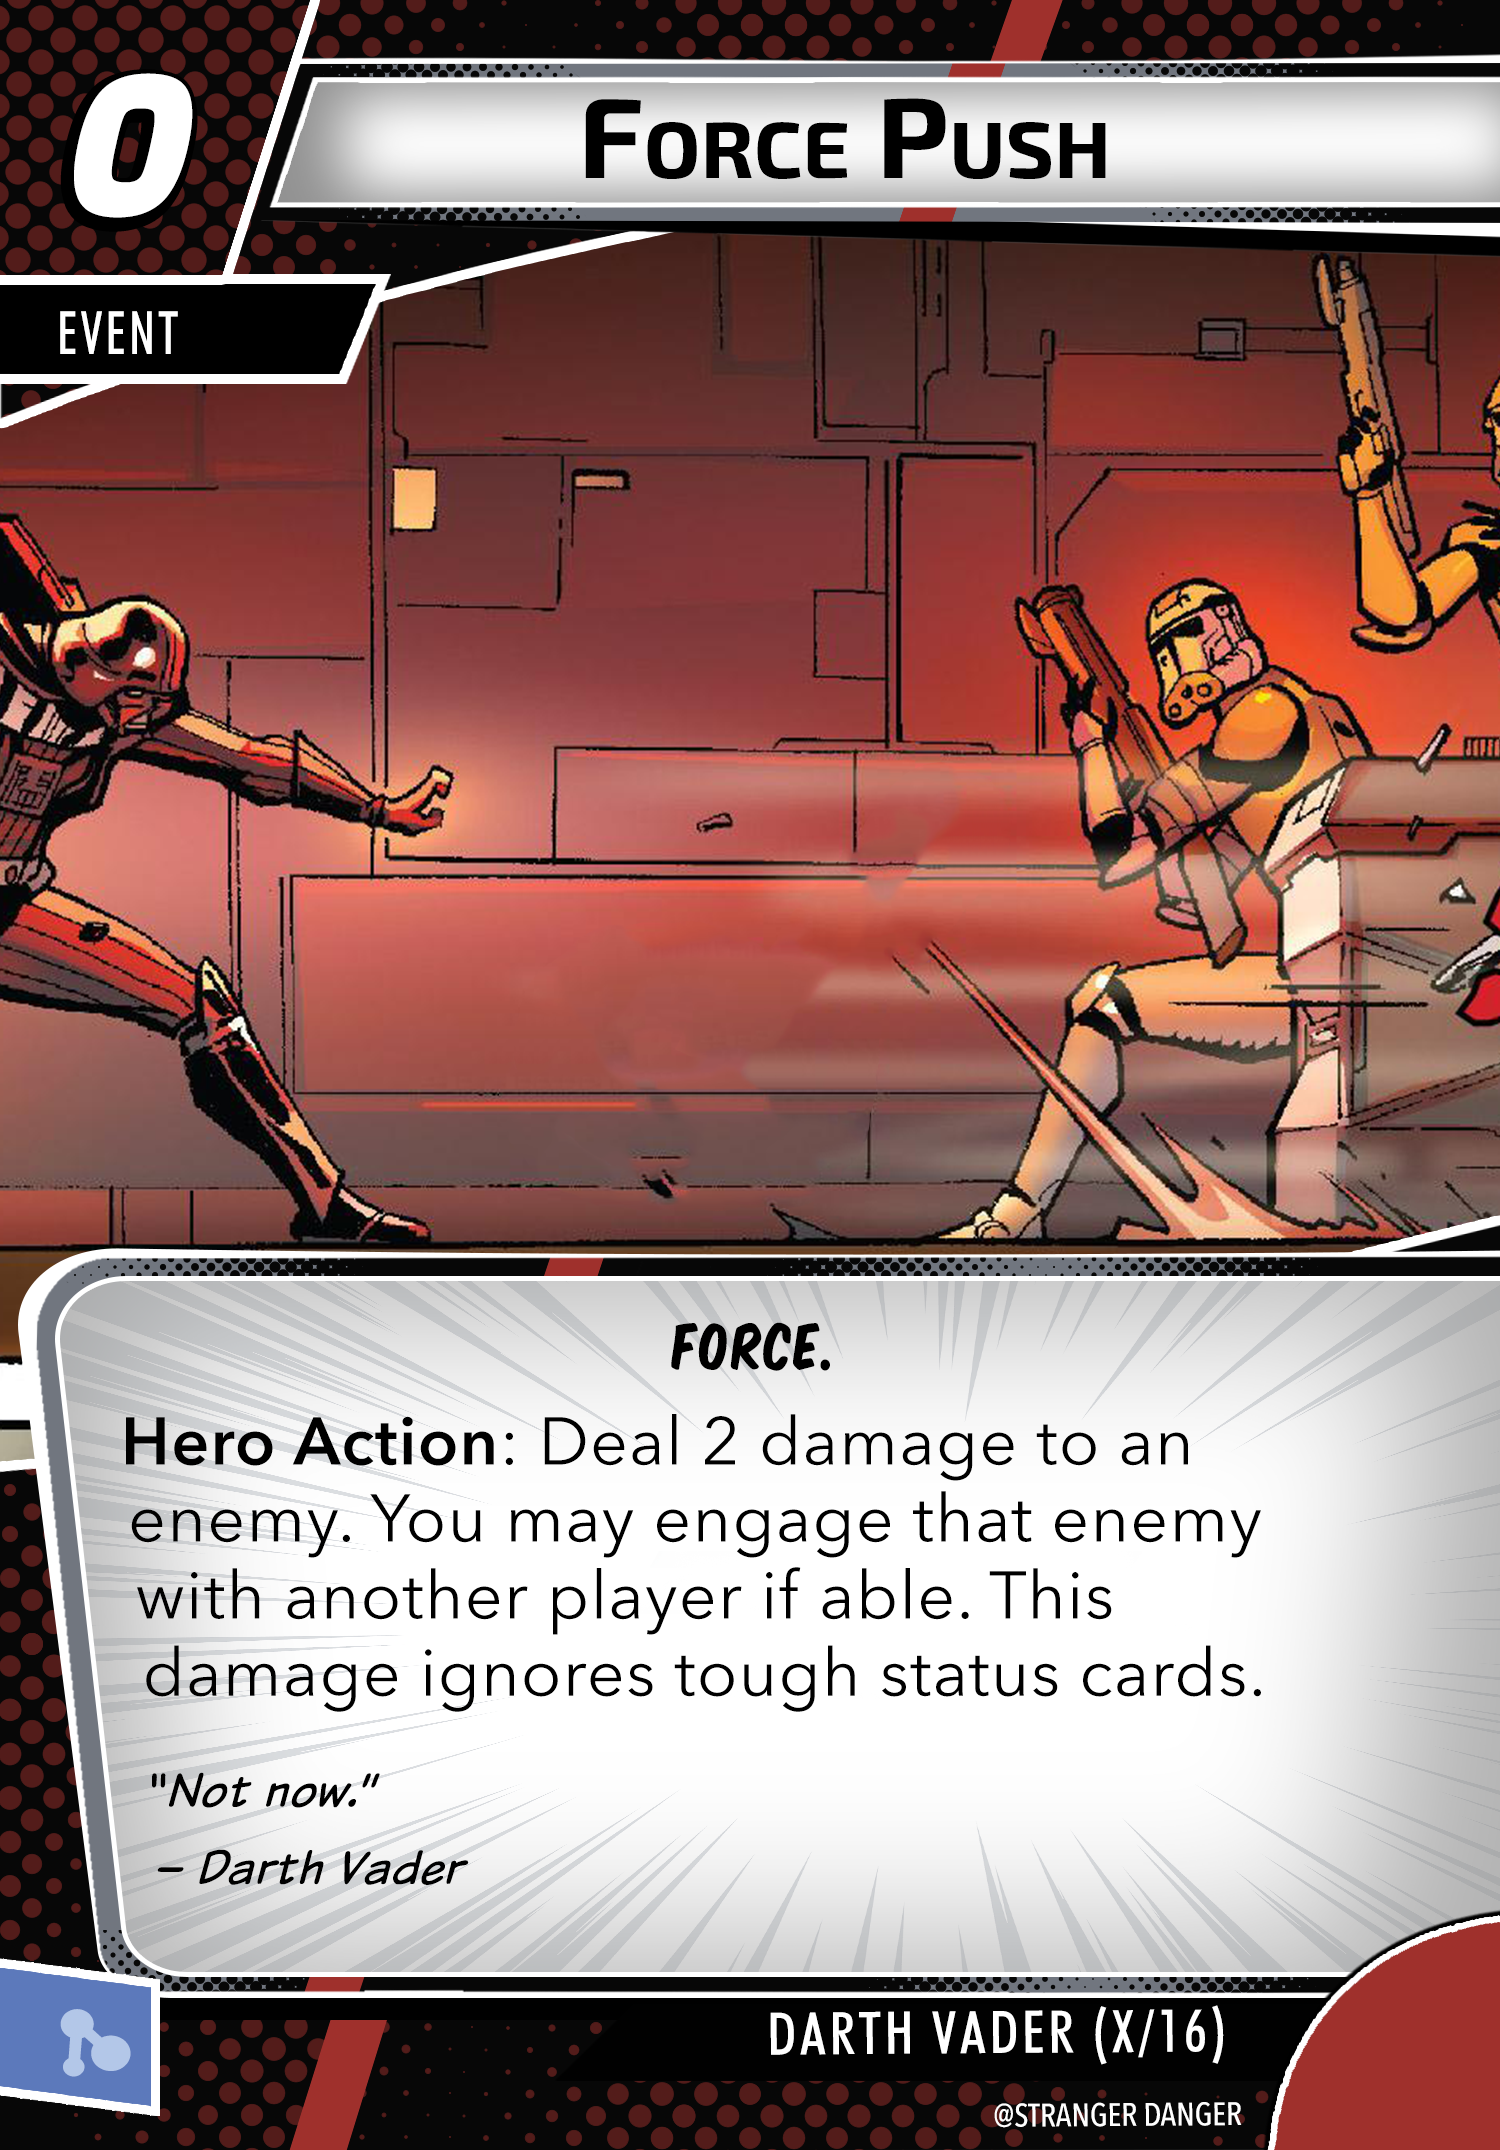 0
Force Push
EVENT
FORCE.
Hero Action: Deal 2 damage to an
enemy. You may engage that enemy
with another player if able. This
damage ignores tough status cards.
"Not now."
– Darth Vader
DARTH VADER (X/16)
@STRANGER DANGER